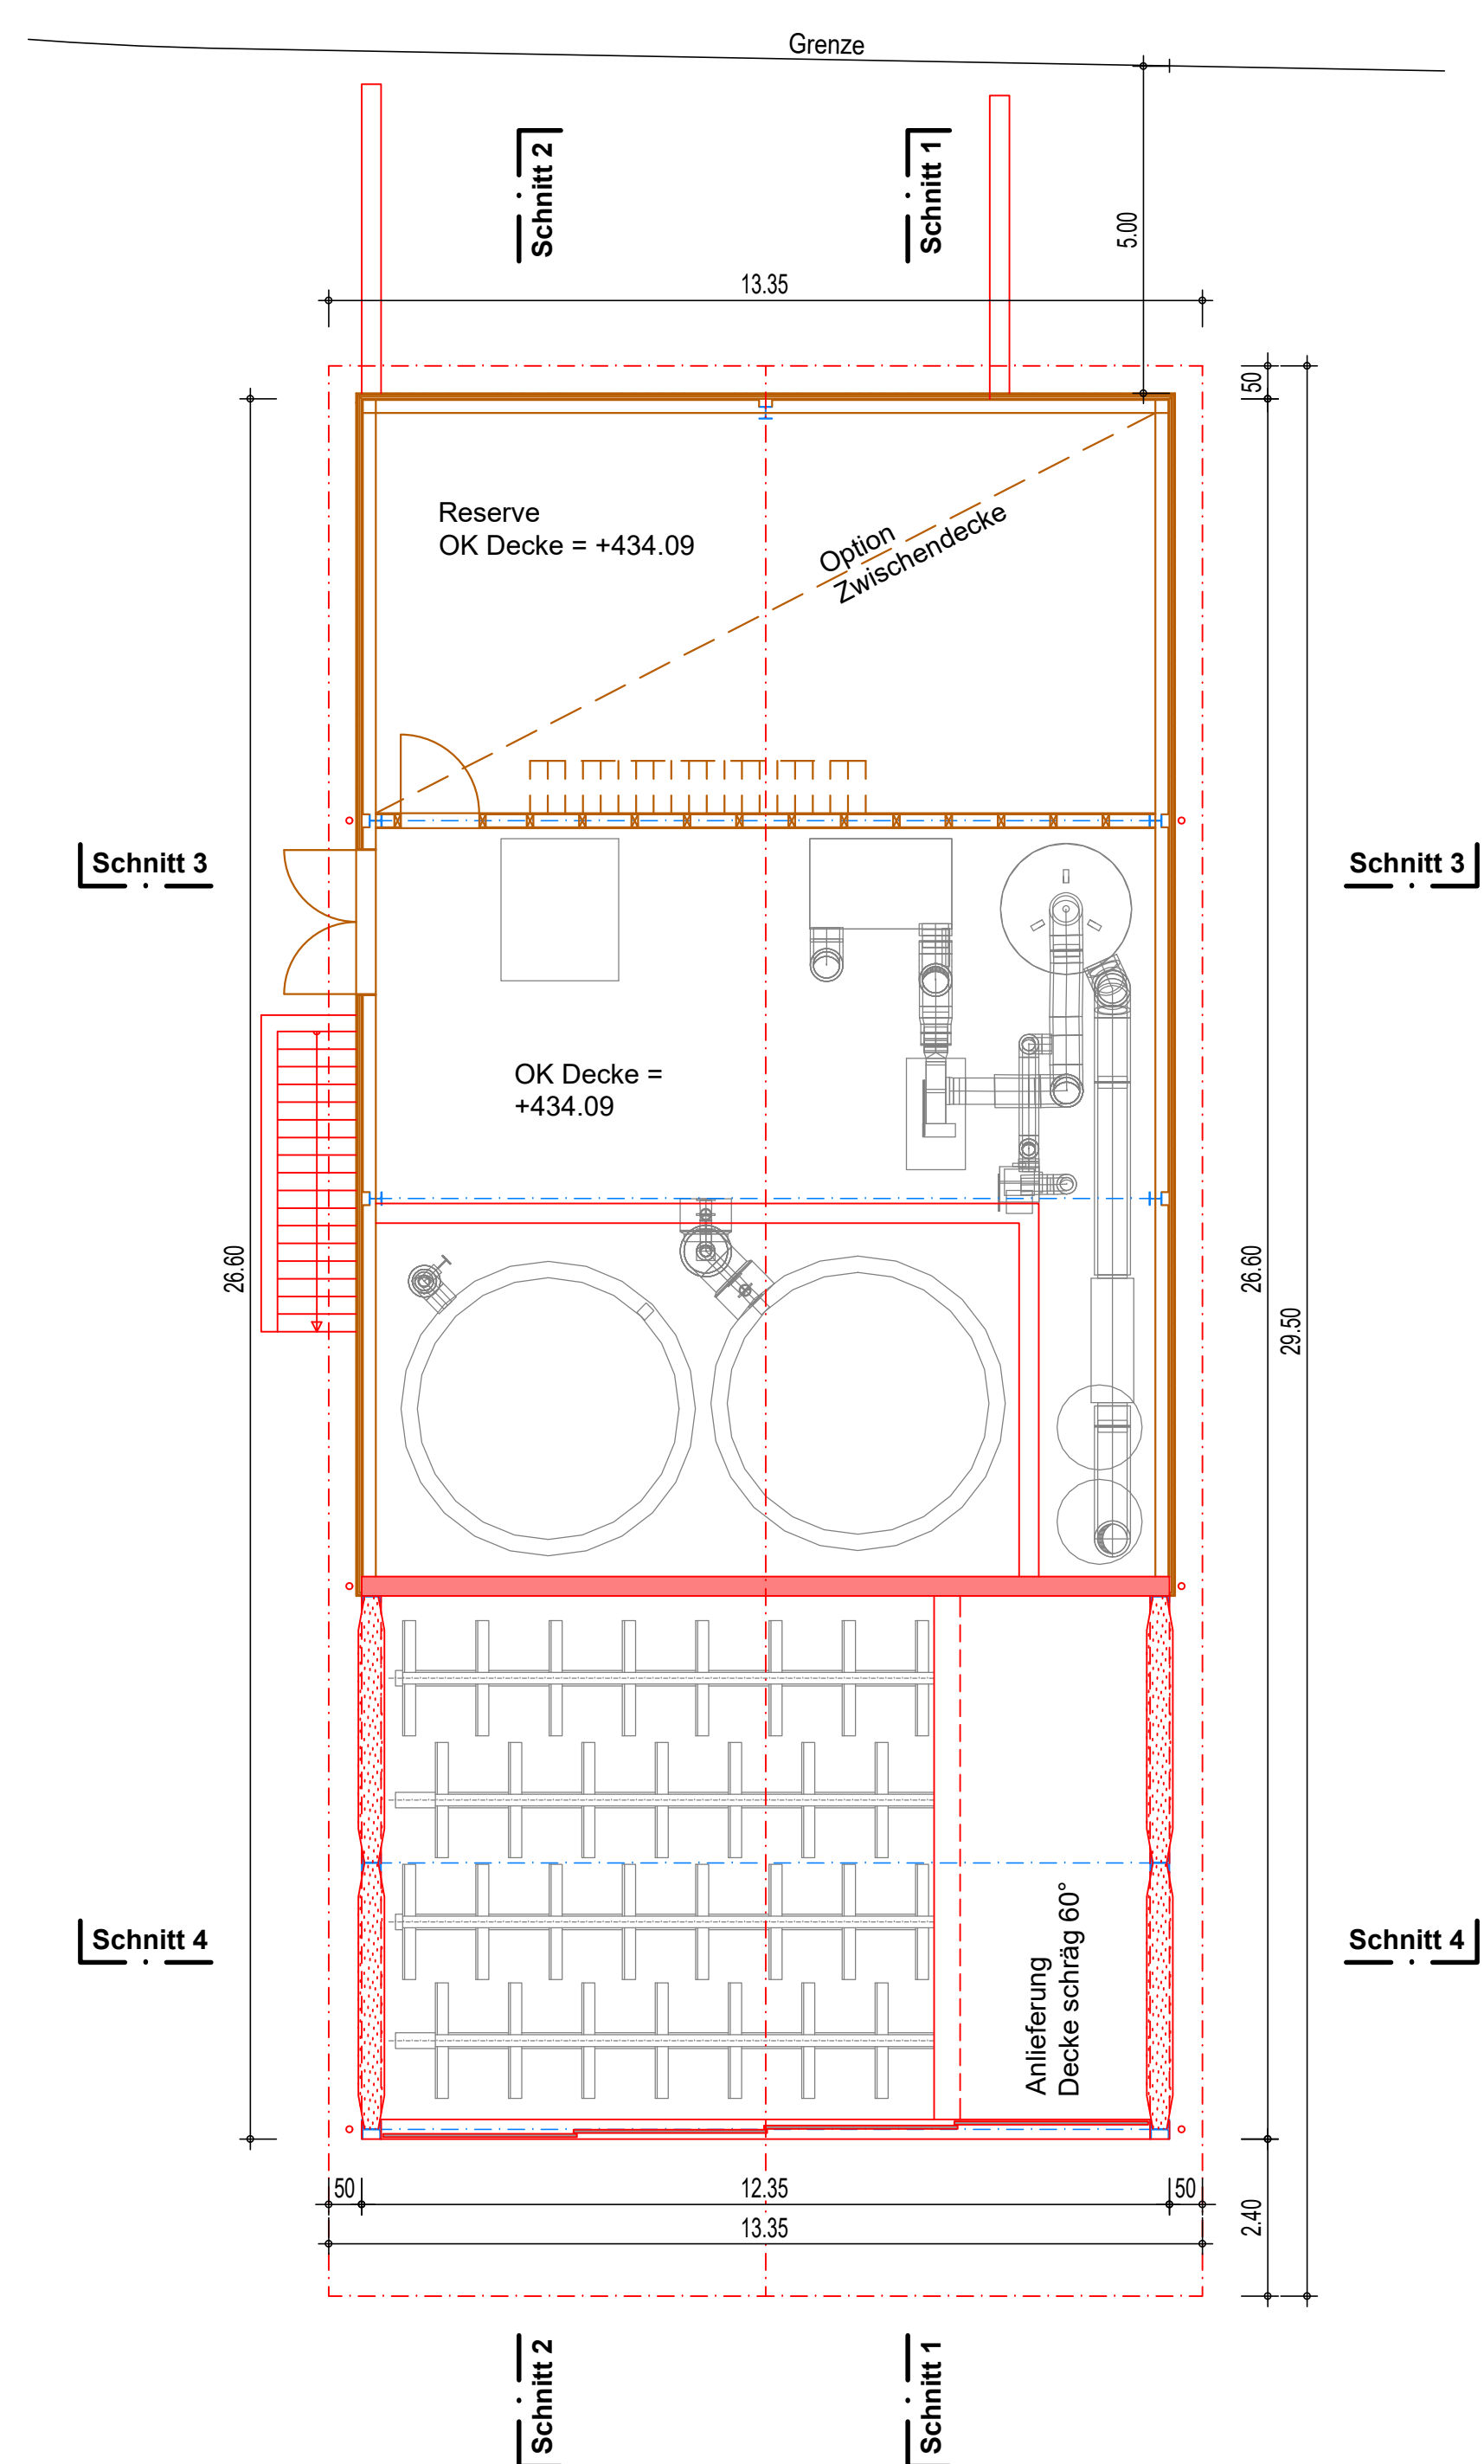 Grenze
Schnitt 2
Schnitt 1
5.00
13.35
50
Reserve
OK Decke = +434.09
Option
Zwischendecke
Schnitt 3
Schnitt 3
OK Decke =
+434.09
26.60
26.60
29.50
Anlieferung
Decke schräg 60°
Schnitt 4
Schnitt 4
50
12.35
50
2.40
13.35
Schnitt 2
Schnitt 1